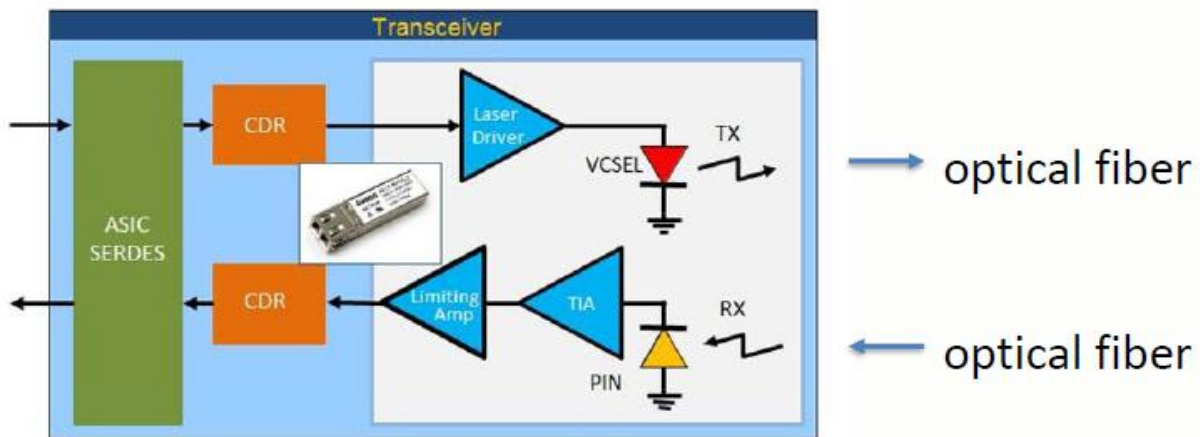 Transceiver
ASIC
SERDES
CDR
Laser
Driver
VCSEL
TX
optical fiber
CDR
Limiting
Amp
TIA
RX
PIN
optical fiber